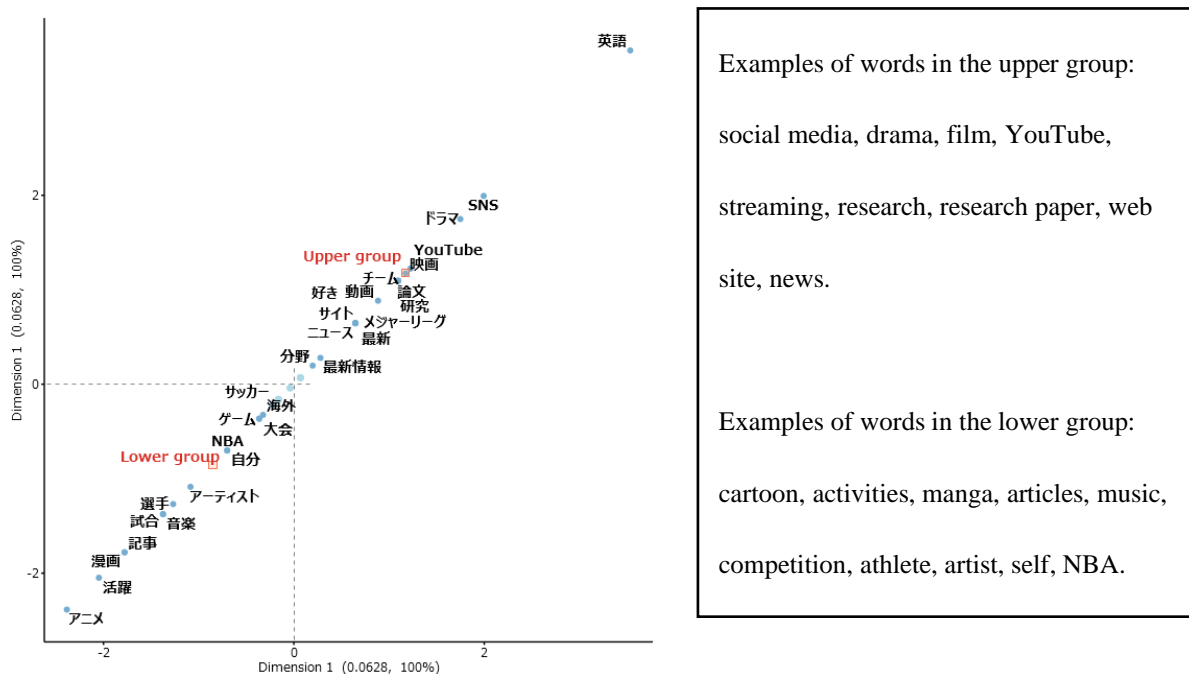 英語
2
SNS
ドラマ
Upper group
YouTube
映画
チーム
論文
好き
動画
研究
サイト
メジャーリーグ
ニュース
最新
分野
最新情報
0
サッカー
海外
ゲーム
大会
NBA
自分
Lower group
アーティスト
選手
試合
音楽
記事
漫画
-2
活躍
アニメ
-2
0
2
Dimension 1 (0.0628, 100%)
Dimension 1 (0.0628, 100%)
Examples of words in the upper group:
social media, drama, film, YouTube,
streaming, research, research paper, web
site, news.
Examples of words in the lower group:
cartoon, activities, manga, articles, music,
competition, athlete, artist, self, NBA.